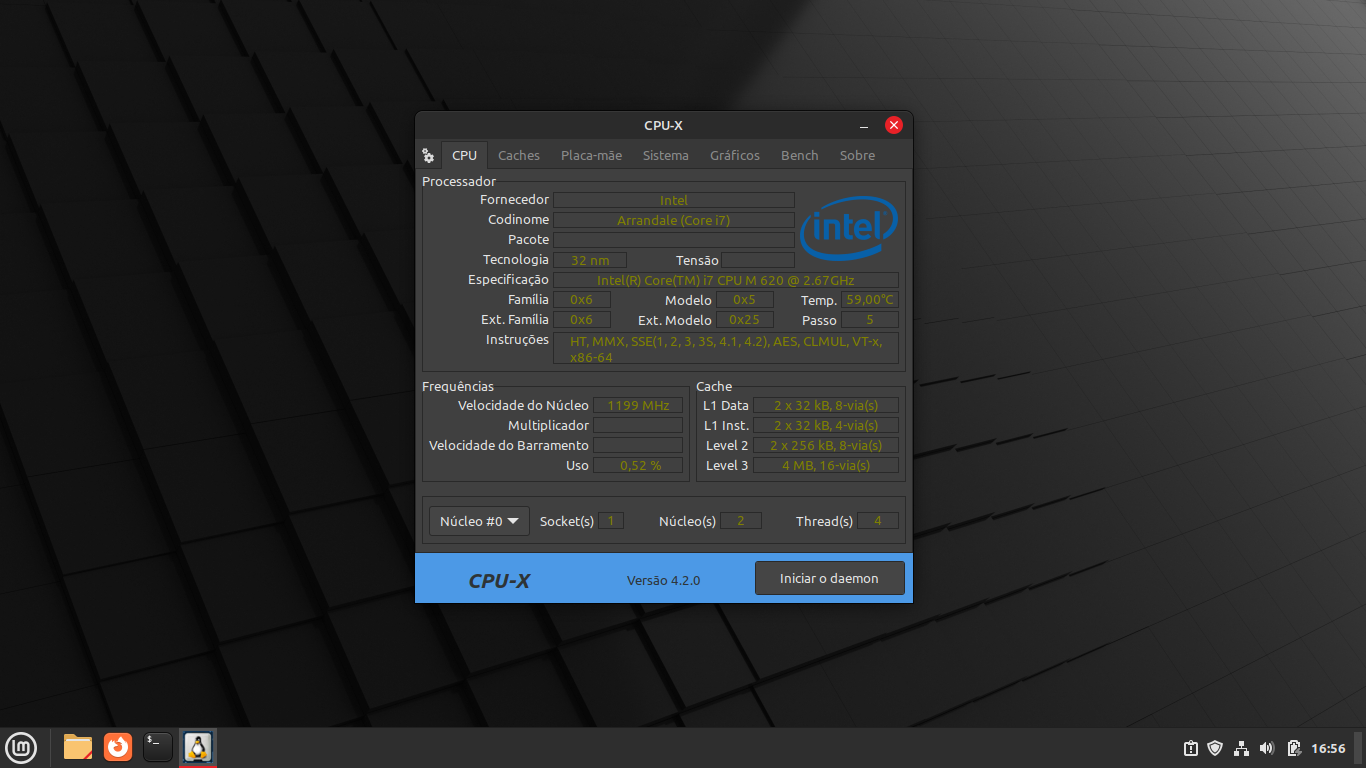 CPU-X
CPU Caches Placa-mãe Sistema Gráficos Bench Sobre
Processador
Fornecedor Intel
Codinome Arrandale (Core i7)
intel
Pacote
Tecnologia 32 nm Tensão
Especificação Intel(R) Core(TM) i7 CPU M 620 @ 2.67GHz
Família 0x6 Modelo 0x5 Temp. 59,00°C
Ext. Família 0x6 Ext. Modelo 0x25 Passo 5
Instruções HT, MMX, SSE(1, 2, 3, 3S, 4.1, 4.2), AES, CLMUL, VT-x,
x86-64
Frequências
Velocidade do Núcleo 1199 MHz
Multiplicador
Velocidade do Barramento
Uso 0,52 %
Cache
L1 Data 2 x 32 kB, 8-via(s)
L1 Inst. 2 x 32 kB, 4-via(s)
Level 2 2 x 256 kB, 8-via(s)
Level 3 4 MB, 16-via(s)
Núcleo #0 Socket(s) 1 Núcleo(s) 2 Thread(s) 4
CPU-X Versão 4.2.0 Iniciar o daemon
$_
16:56